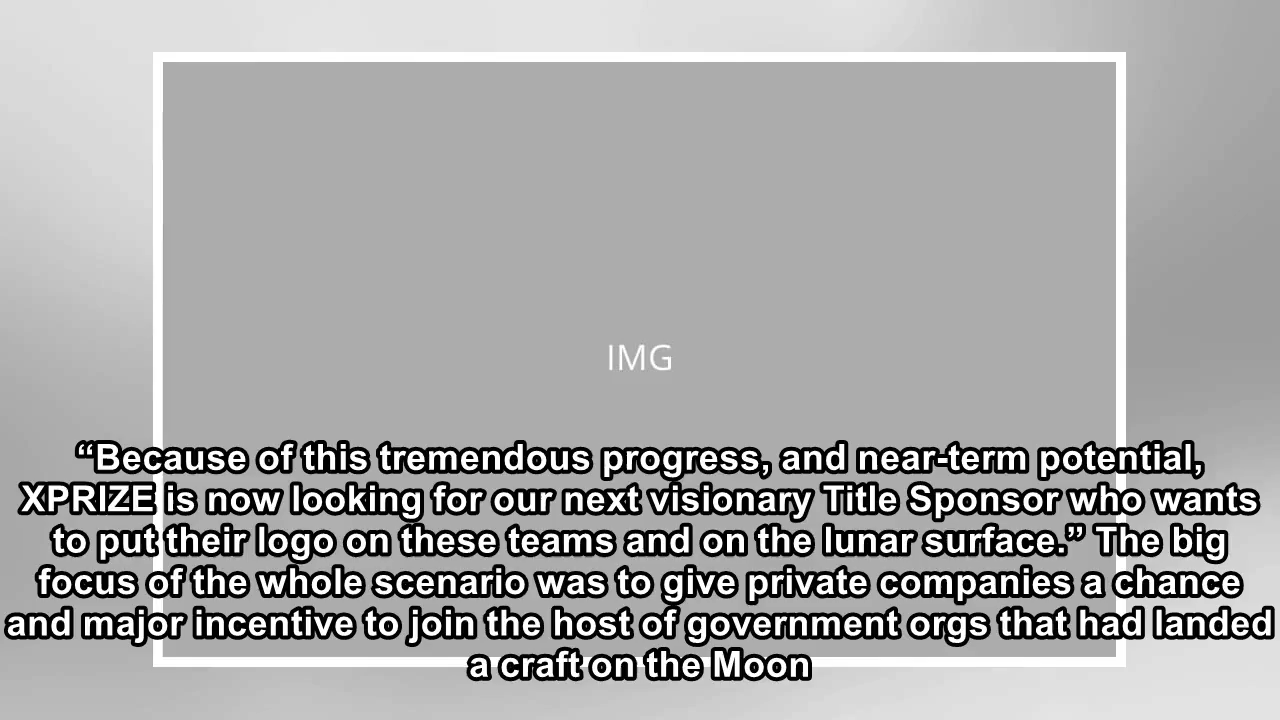 IMG
“Because of this tremendous progress, and near-term potential,
XPRIZE is now looking for our next visionary Title Sponsor who wants
to put their logo on these teams and on the lunar surface.” The big
focus of the whole scenario was to give private companies a chance
and major incentive to join the host of government orgs that had landed
a craft on the Moon